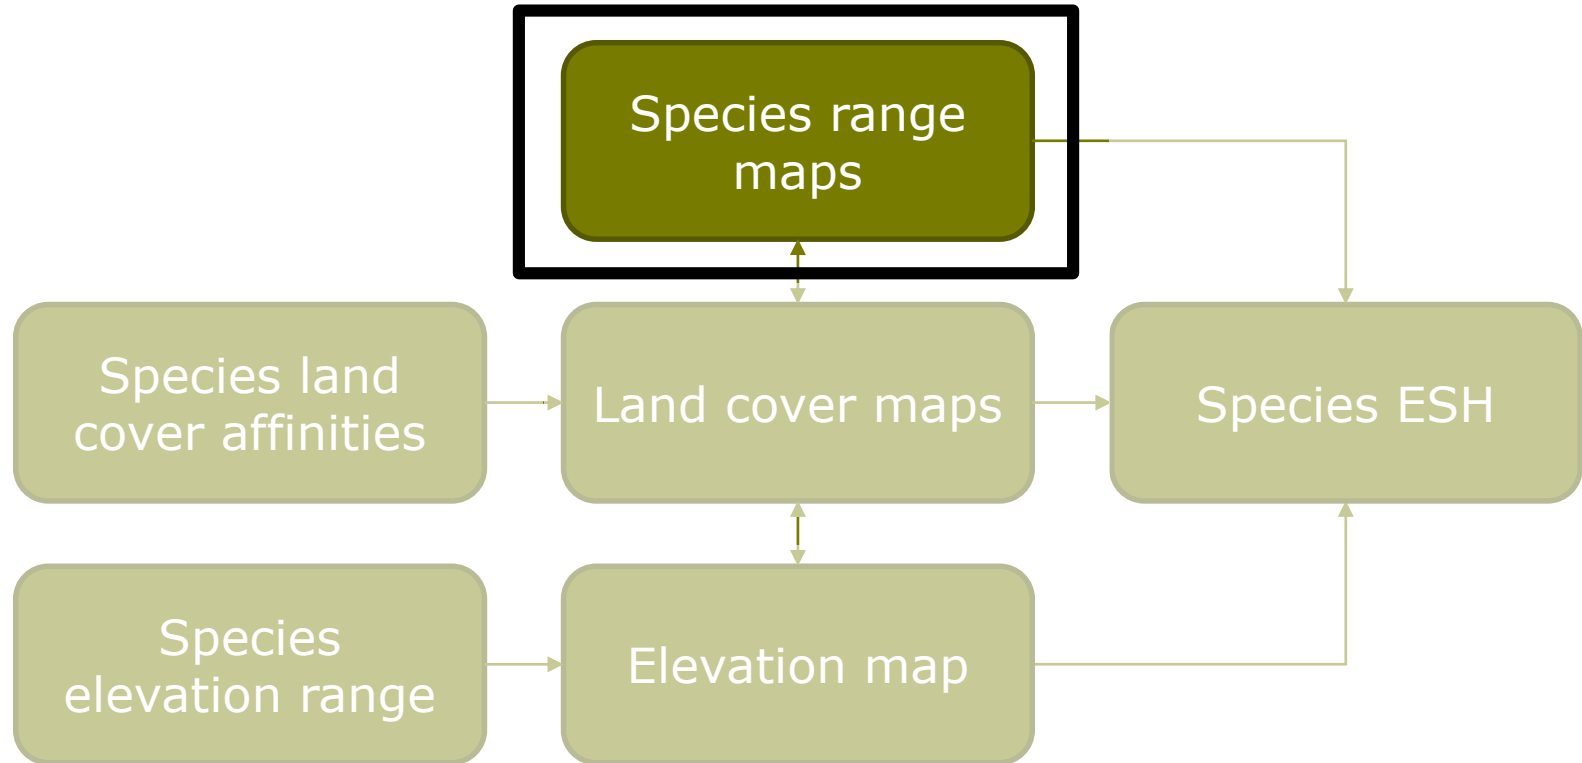 Species range
maps
Species land
cover affinities
Land cover maps
Species ESH
Species
elevation range
Elevation map